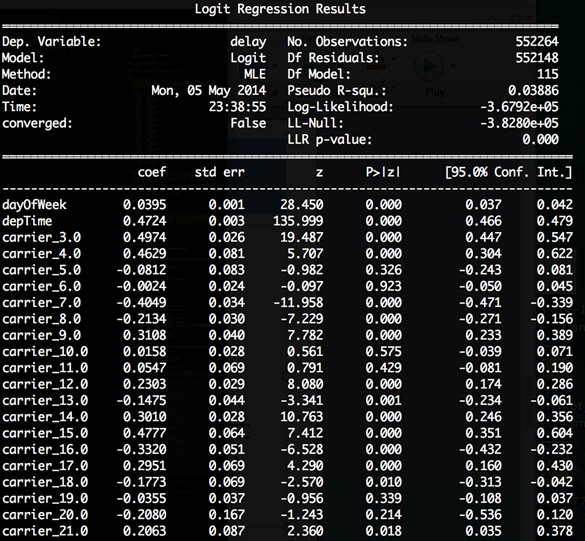 Logit Regression Results
Dep. Variable: delay No. Observations: 552264
Model: Logit Df Residuals: 552148
Method: MLE Df Model: 115
Date: Mon, 05 May 2014 Pseudo R-squ.: 0.03886
Time: 23:38:55 Log-Likelihood: -3.6792e+05
converged: False LL-Null: -3.8280e+05
LLR p-value: 0.000
coef std err z P>|z| [95.0% Conf. Int.]
dayOfWeek 0.0395 0.001 28.450 0.000 0.037 0.042
depTime 0.4724 0.003 135.999 0.000 0.466 0.479
carrier_3.0 0.4974 0.026 19.487 0.000 0.447 0.547
carrier_4.0 0.4629 0.081 5.707 0.000 0.304 0.622
carrier_5.0 -0.0812 0.083 -0.982 0.326 -0.243 0.081
carrier_6.0 -0.0024 0.024 -0.097 0.923 -0.050 0.045
carrier_7.0 -0.4049 0.034 -11.958 0.000 -0.471 -0.339
carrier_8.0 -0.2134 0.030 -7.229 0.000 -0.271 -0.156
carrier_9.0 0.3108 0.040 7.782 0.000 0.233 0.389
carrier_10.0 0.0158 0.028 0.561 0.575 -0.039 0.071
carrier_11.0 0.0547 0.069 0.791 0.429 -0.081 0.190
carrier_12.0 0.2303 0.029 8.080 0.000 0.174 0.286
carrier_13.0 -0.1475 0.044 -3.341 0.001 -0.234 -0.061
carrier_14.0 0.3010 0.028 10.763 0.000 0.246 0.356
carrier_15.0 0.4777 0.064 7.412 0.000 0.351 0.604
carrier_16.0 -0.3320 0.051 -6.528 0.000 -0.432 -0.232
carrier_17.0 0.2951 0.069 4.290 0.000 0.160 0.430
carrier_18.0 -0.1773 0.069 -2.570 0.010 -0.313 -0.042
carrier_19.0 -0.0355 0.037 -0.956 0.339 -0.108 0.037
carrier_20.0 -0.2080 0.167 -1.243 0.214 -0.536 0.120
carrier_21.0 0.2063 0.087 2.360 0.018 0.035 0.378
Slide Show
Play